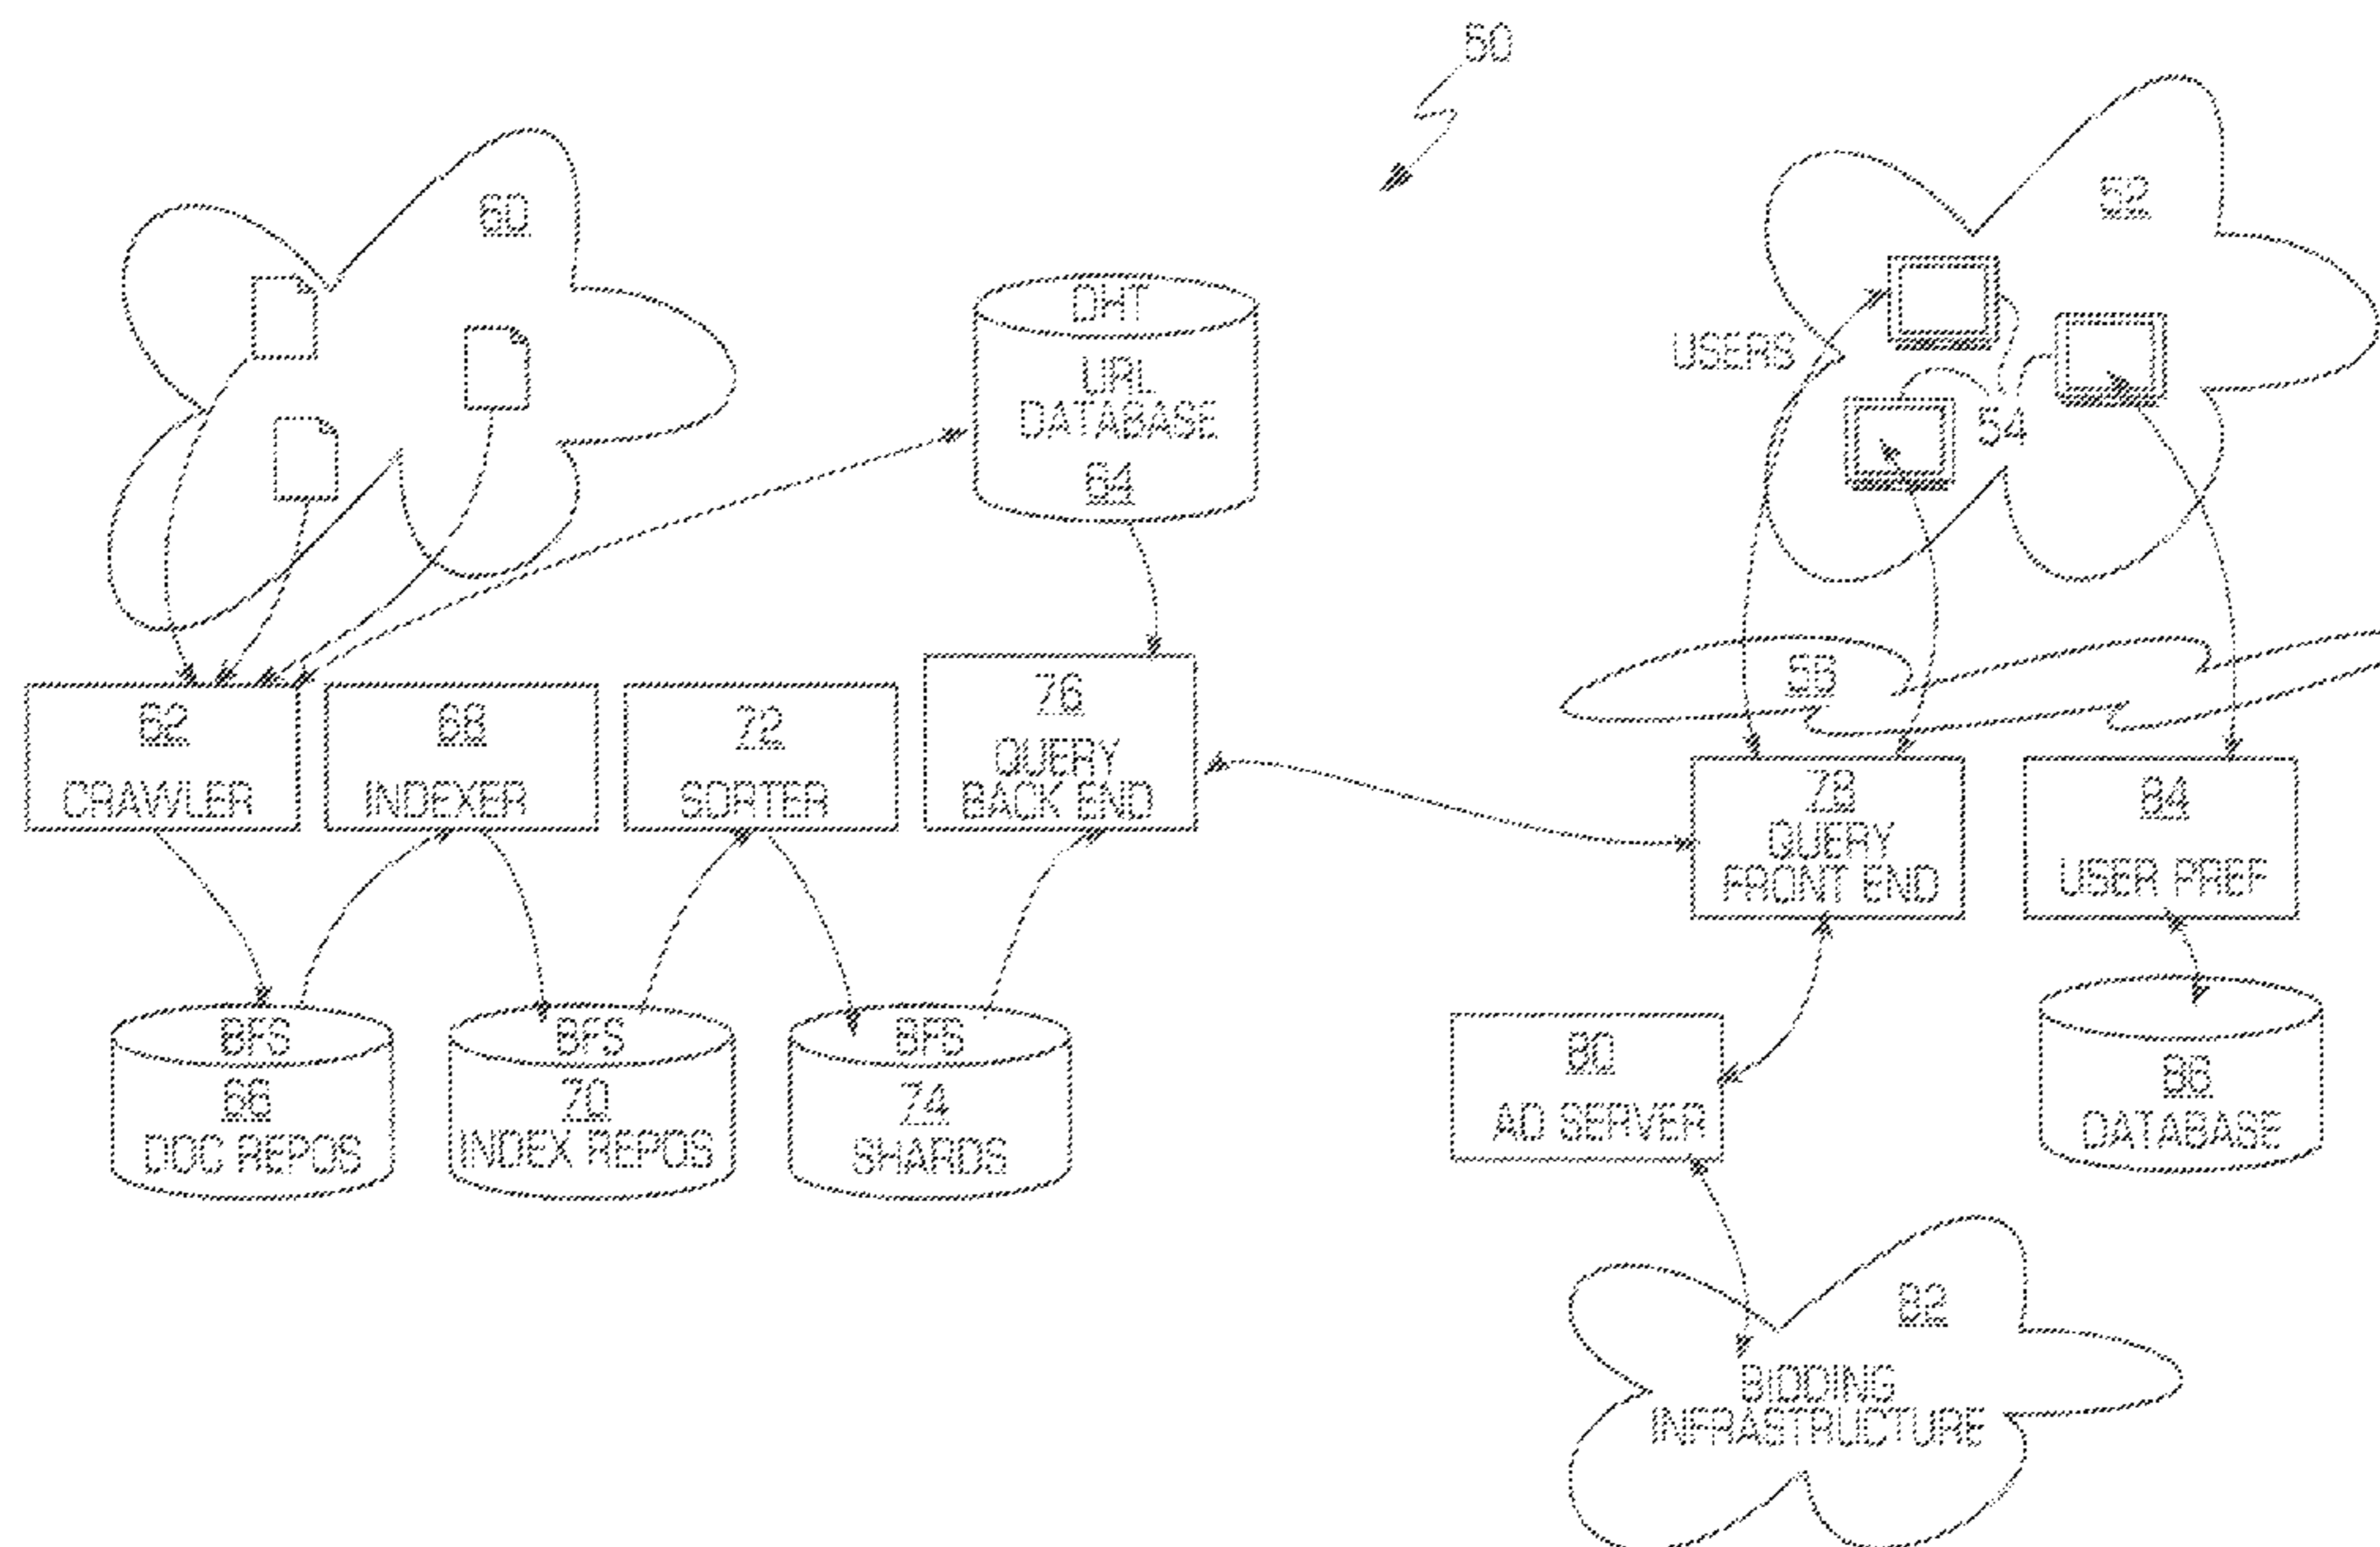 50
60
52
DHT
URL
DATABASE
64
USERS
54
62
CRAWLER
68
INDEXER
72
SORTER
76
QUERY
BACK END
56
78
QUERY
FRONT END
84
USER PREF
BFS
66
DOC REPOS
BFS
70
INDEX REPOS
BFS
74
SHARDS
80
AD SERVER
86
DATABASE
82
BIDDING
INFRASTRUCTURE